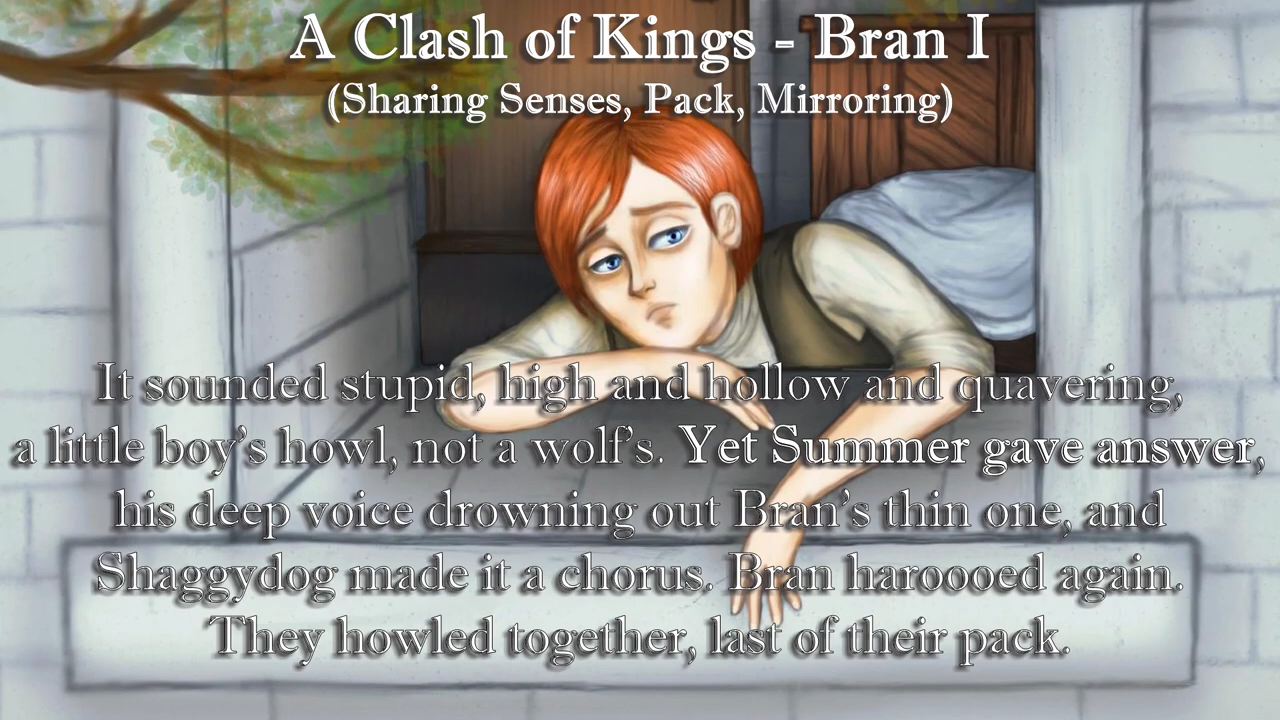 A Clash of Kings - Bran I
(Sharing Senses, Pack, Mirroring)
It sounded stupid, high and hollow and quavering,
a little boy’s howl, not a wolf’s. Yet Summer gave answer,
his deep voice drowning out Bran’s thin one, and
Shaggydog made it a chorus. Bran haroooed again.
They howled together, last of their pack.